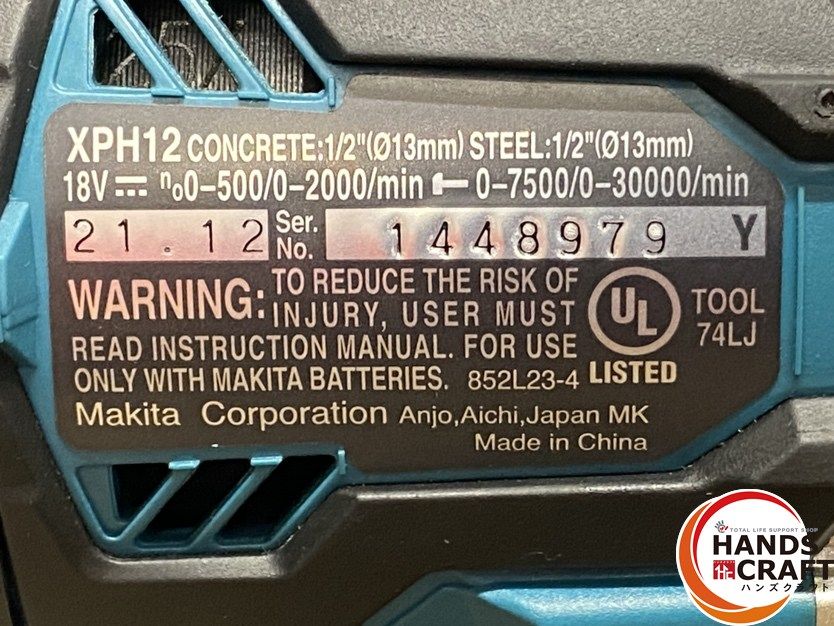 XPH12 CONCRETE:1/2"(Ø13mm) STEEL:1/2"(Ø13mm)
18V ⎓ n₀0-500/0-2000/min 0-7500/0-30000/min
21.12 Ser. No. 1448979 Y
WARNING: TO REDUCE THE RISK OF
INJURY, USER MUST
READ INSTRUCTION MANUAL. FOR USE
ONLY WITH MAKITA BATTERIES. 852L23-4
UL LISTED
TOOL
74LJ
Makita Corporation Anjo,Aichi,Japan MK
Made in China
TOTAL LIFE SUPPORT SHOP
HANDS
CRAFT
ハンズクラフト